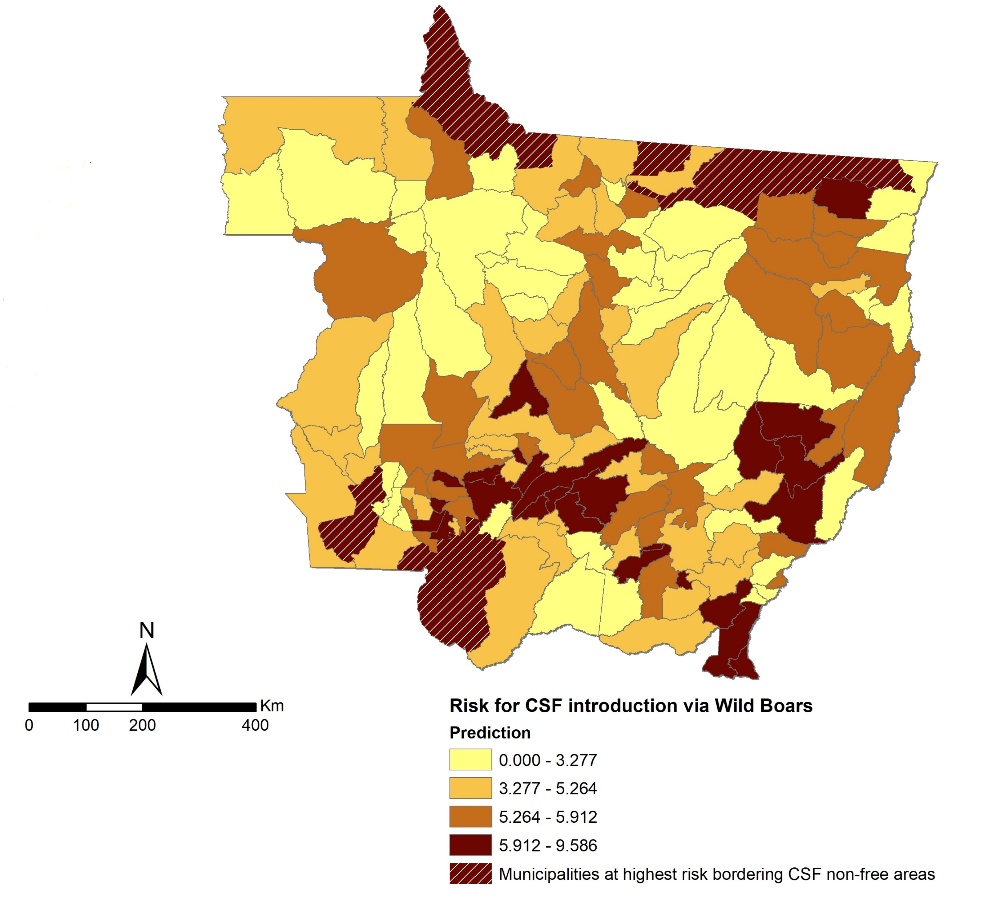 N
Km
0 100 200 400
Risk for CSF introduction via Wild Boars
Prediction
0.000 - 3.277
3.277 - 5.264
5.264 - 5.912
5.912 - 9.586
Municipalities at highest risk bordering CSF non-free areas